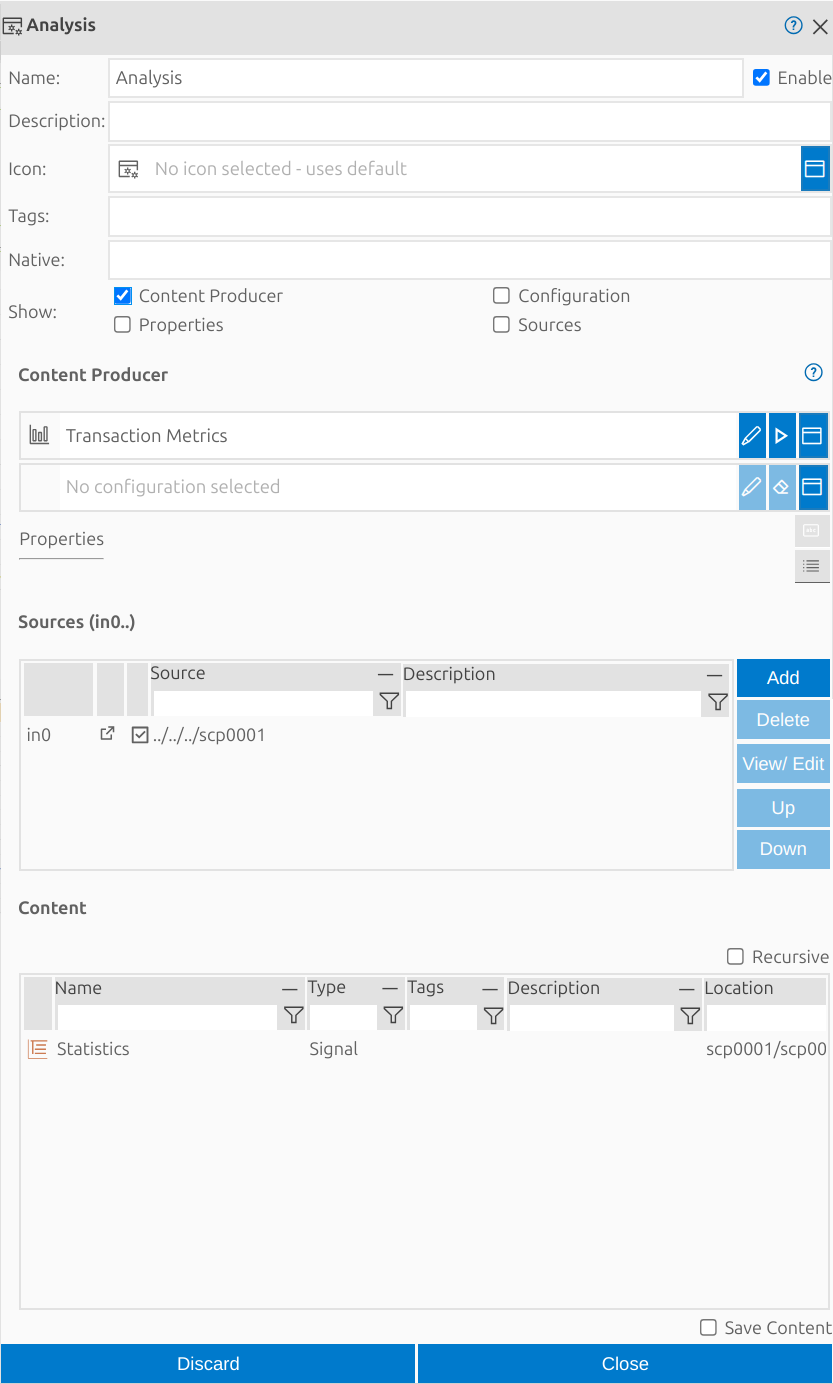 Analysis
Name: Analysis Enable
Description:
Icon: No icon selected - uses default
Tags:
Native:
Show: Content Producer Configuration
Properties Sources
Content Producer
Transaction Metrics
No configuration selected
Properties
Sources (in0..)
Source Description Add
in0 ../../../scp0001 Delete
View/ Edit
Up
Down
Content
Recursive
Name Type Tags Description Location
Statistics Signal scp0001/scp00
Save Content
Discard Close